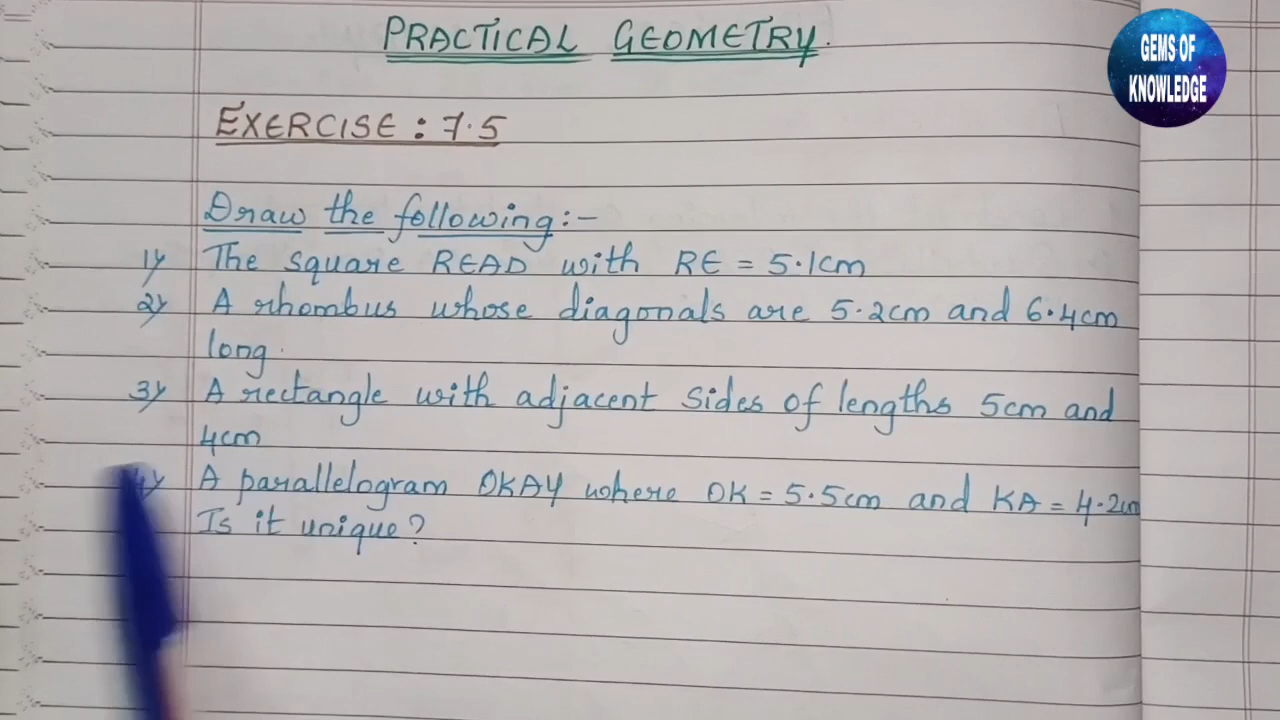 PRACTICAL GEOMETRY.
GEMS OF
KNOWLEDGE
EXERCISE : 7.5
Draw the following:-
1) The square READ with RE = 5.1cm
2) A rhombus whose diagonals are 5.2cm and 6.4cm
long.
3) A rectangle with adjacent sides of lengths 5cm and
4cm
4) A parallelogram OKAY where OK = 5.5cm and KA = 4.2cm
Is it unique?